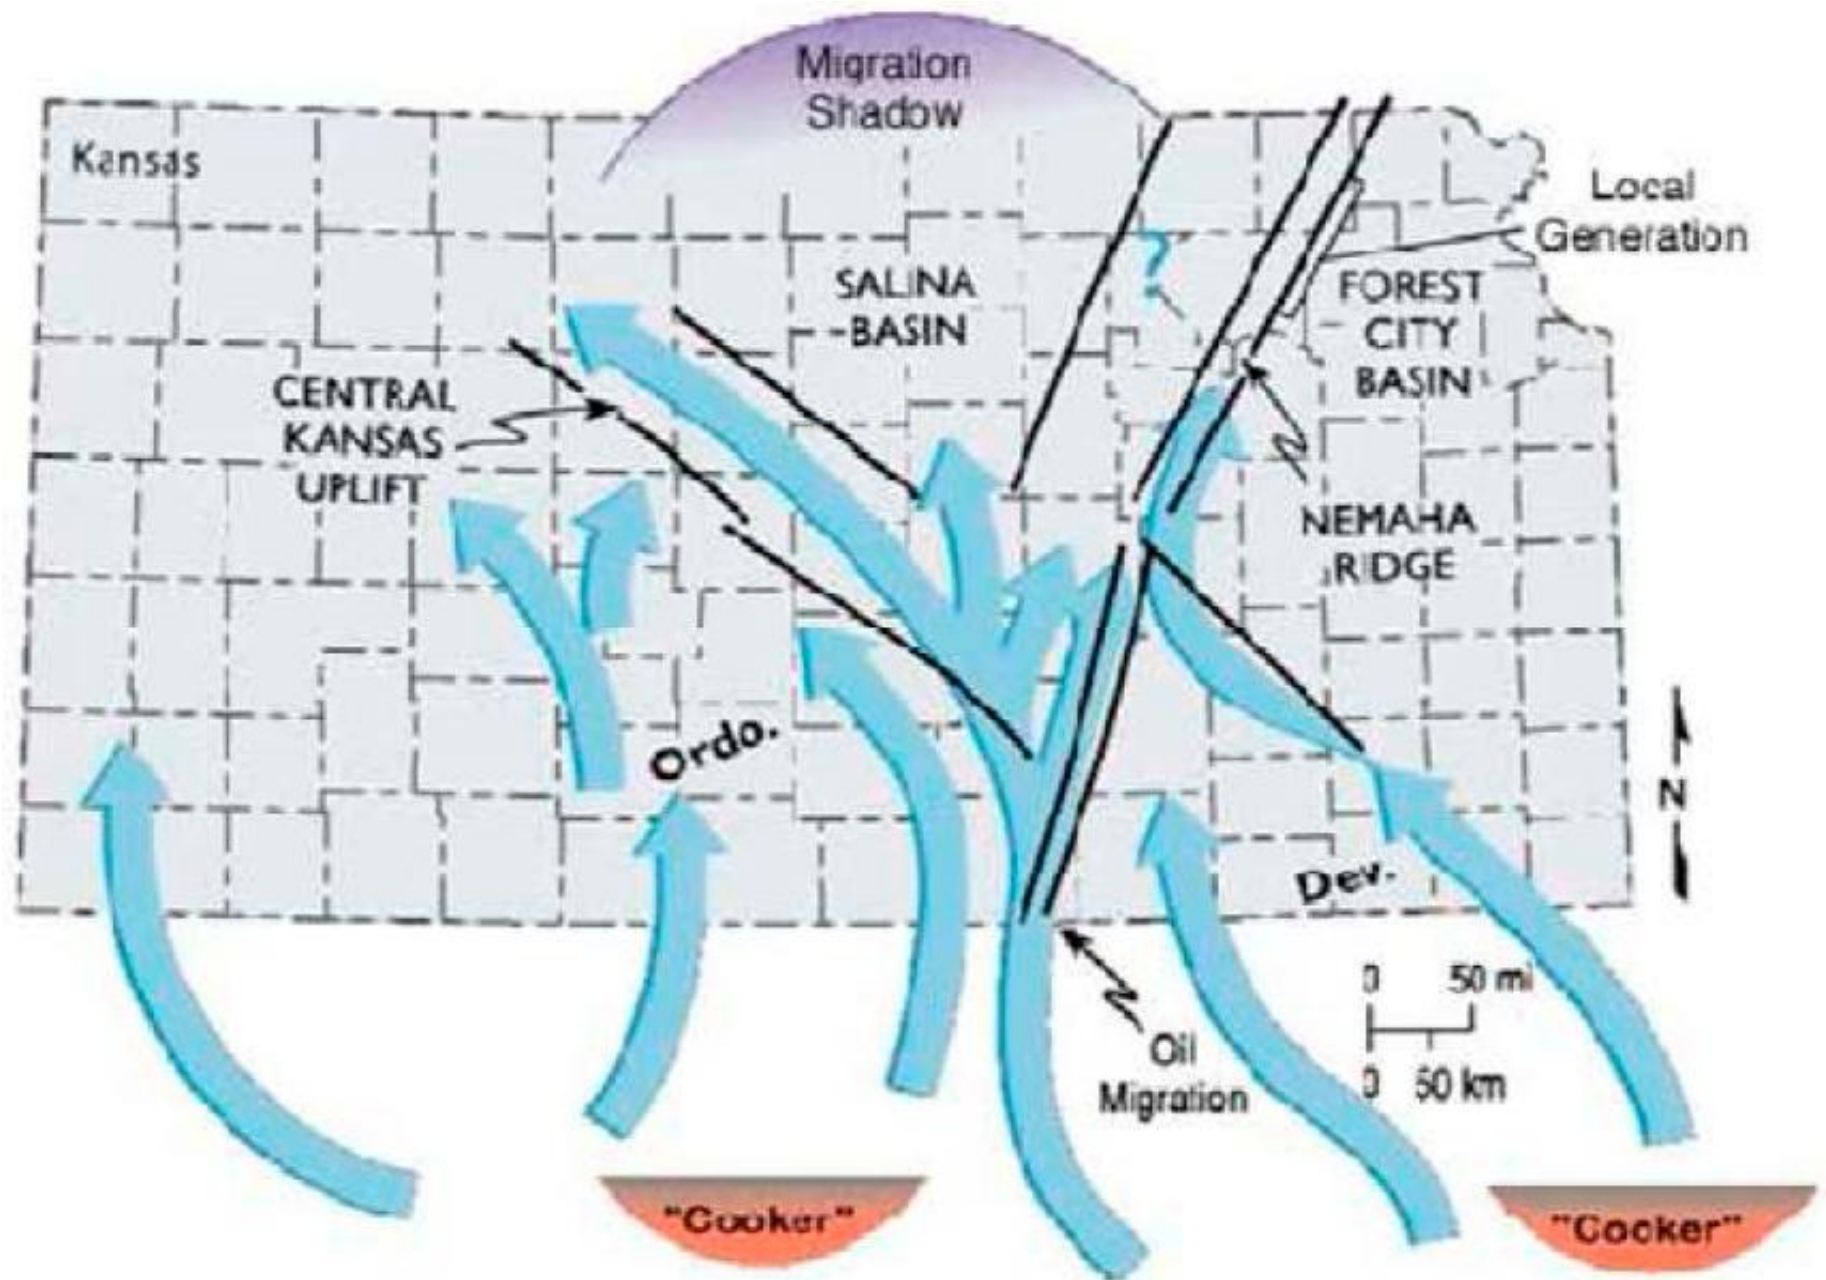 Migration
Shadow
Kansas
Local
Generation
?
SALINA
BASIN
FOREST
CITY
BASIN
CENTRAL
KANSAS
UPLIFT
NEMAHA
RIDGE
Ordo.
Dev.
N
0 50 mi
0 50 km
Oil
Migration
"Cooker"
"Cocker"